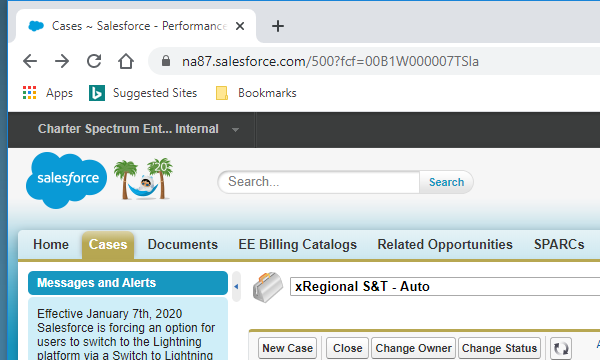 Cases ~ Salesforce - Performance
na87.salesforce.com/500?fcf=00B1W000007TSla
Apps Suggested Sites Bookmarks
Charter Spectrum Ent... Internal
salesforce
20
Search... Search
Home Cases Documents EE Billing Catalogs Related Opportunities SPARCs
Messages and Alerts
xRegional S&T - Auto
Effective January 7th, 2020
Salesforce is forcing an option for
users to switch to the Lightning
platform via a Switch to Lightning
New Case Close Change Owner Change Status